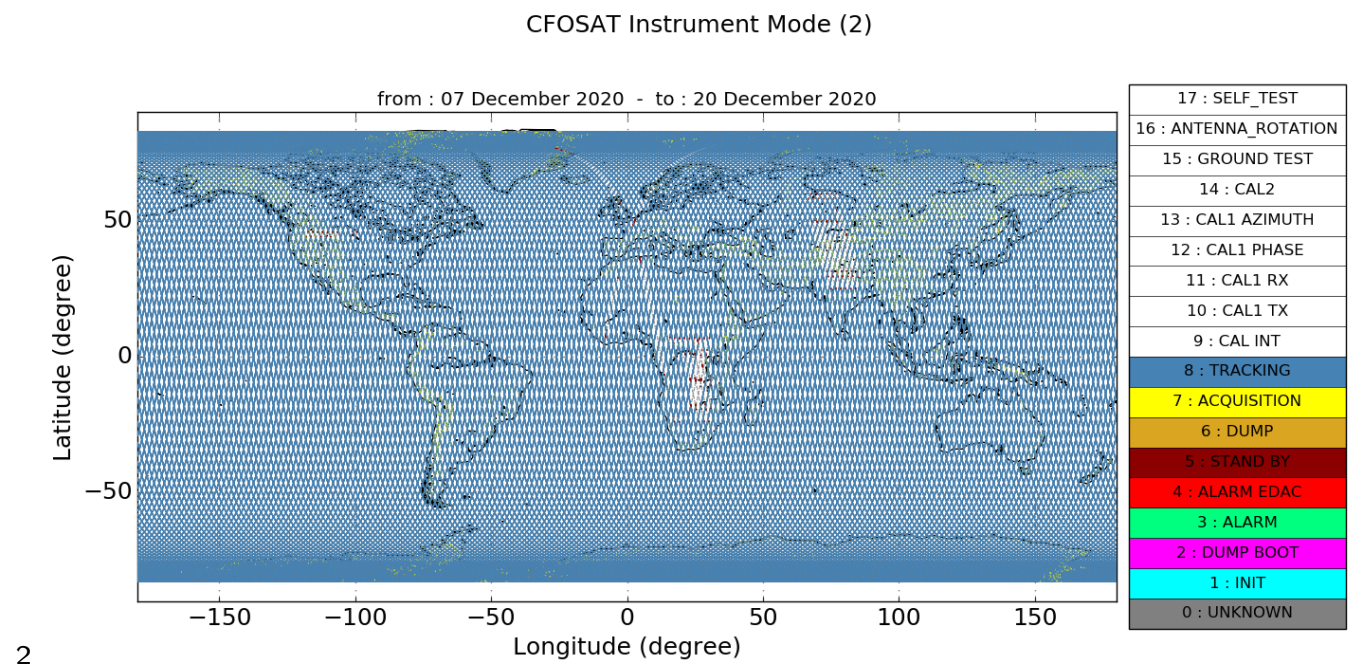 CFOSAT Instrument Mode (2)
from : 07 December 2020 - to : 20 December 2020
17 : SELF_TEST
16 : ANTENNA_ROTATION
15 : GROUND TEST
14 : CAL2
13 : CAL1 AZIMUTH
12 : CAL1 PHASE
11 : CAL1 RX
10 : CAL1 TX
9 : CAL INT
8 : TRACKING
7 : ACQUISITION
6 : DUMP
5 : STAND BY
4 : ALARM EDAC
3 : ALARM
2 : DUMP BOOT
1 : INIT
0 : UNKNOWN
Latitude (degree)
50
0
−50
−150 −100 −50 0 50 100 150
Longitude (degree)
2